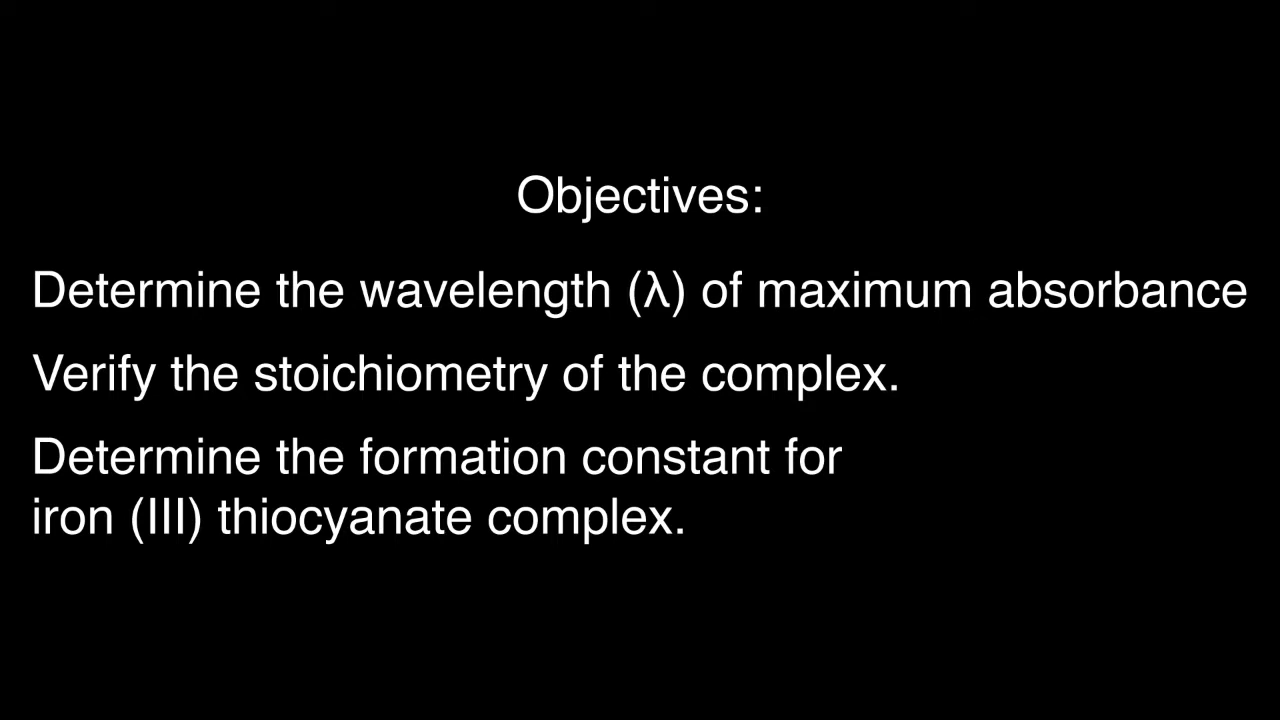 Objectives:
Determine the wavelength (λ) of maximum absorbance
Verify the stoichiometry of the complex.
Determine the formation constant for
iron (III) thiocyanate complex.